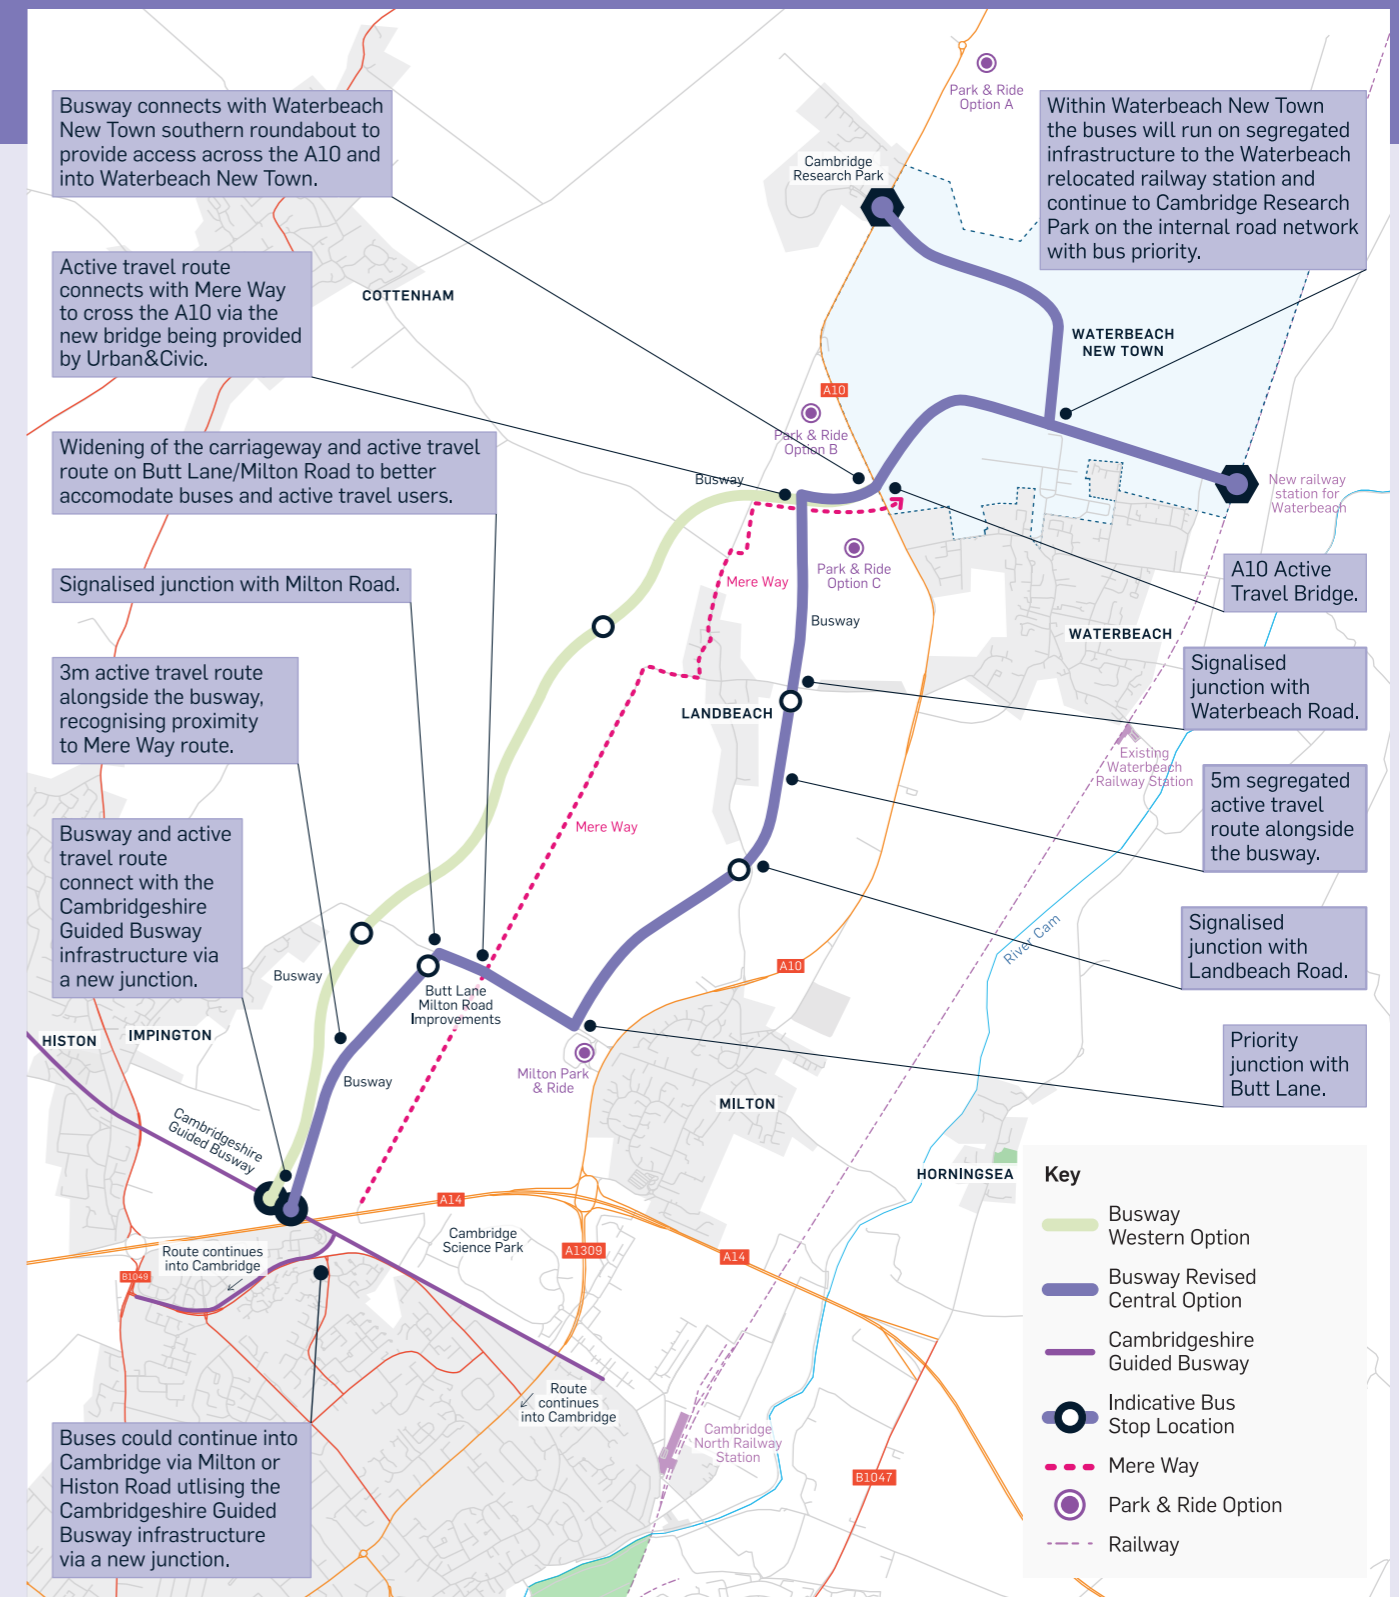 Busway connects with Waterbeach
New Town southern roundabout to
provide access across the A10 and
into Waterbeach New Town.
Park & Ride
Option A
Within Waterbeach New Town
the buses will run on segregated
infrastructure to the Waterbeach
relocated railway station and
continue to Cambridge Research
Park on the internal road network
with bus priority.
Cambridge
Research Park
Active travel route
connects with Mere Way
to cross the A10 via the
new bridge being provided
by Urban&Civic.
COTTENHAM
WATERBEACH
NEW TOWN
A10
Park & Ride
Option B
Widening of the carriageway and active travel
route on Butt Lane/Milton Road to better
accomodate buses and active travel users.
Busway
New railway
station for
Waterbeach
Signalised junction with Milton Road.
Mere Way
Park & Ride
Option C
A10 Active
Travel Bridge.
Busway
WATERBEACH
3m active travel route
alongside the busway,
recognising proximity
to Mere Way route.
Signalised
junction with
Waterbeach Road.
LANDBEACH
Existing
Waterbeach
Railway Station
5m segregated
active travel
route alongside
the busway.
Busway and active
travel route
connect with the
Cambridgeshire
Guided Busway
infrastructure via
a new junction.
Mere Way
Signalised
junction with
Landbeach Road.
River Cam
A10
Busway
Butt Lane
Milton Road
Improvements
HISTON
IMPINGTON
Priority
junction with
Butt Lane.
Busway
Milton Park
& Ride
MILTON
Cambridgeshire
Guided Busway
HORNINGSEA
A14
Cambridge
Science Park
A1309
A14
Route continues
into Cambridge
B1049
Route
continues
into Cambridge
Cambridge
North Railway
Station
B1047
Buses could continue into
Cambridge via Milton or
Histon Road utlising the
Cambridgeshire Guided
Busway infrastructure
via a new junction.
Key
Busway
Western Option
Busway Revised
Central Option
Cambridgeshire
Guided Busway
Indicative Bus
Stop Location
Mere Way
Park & Ride Option
Railway